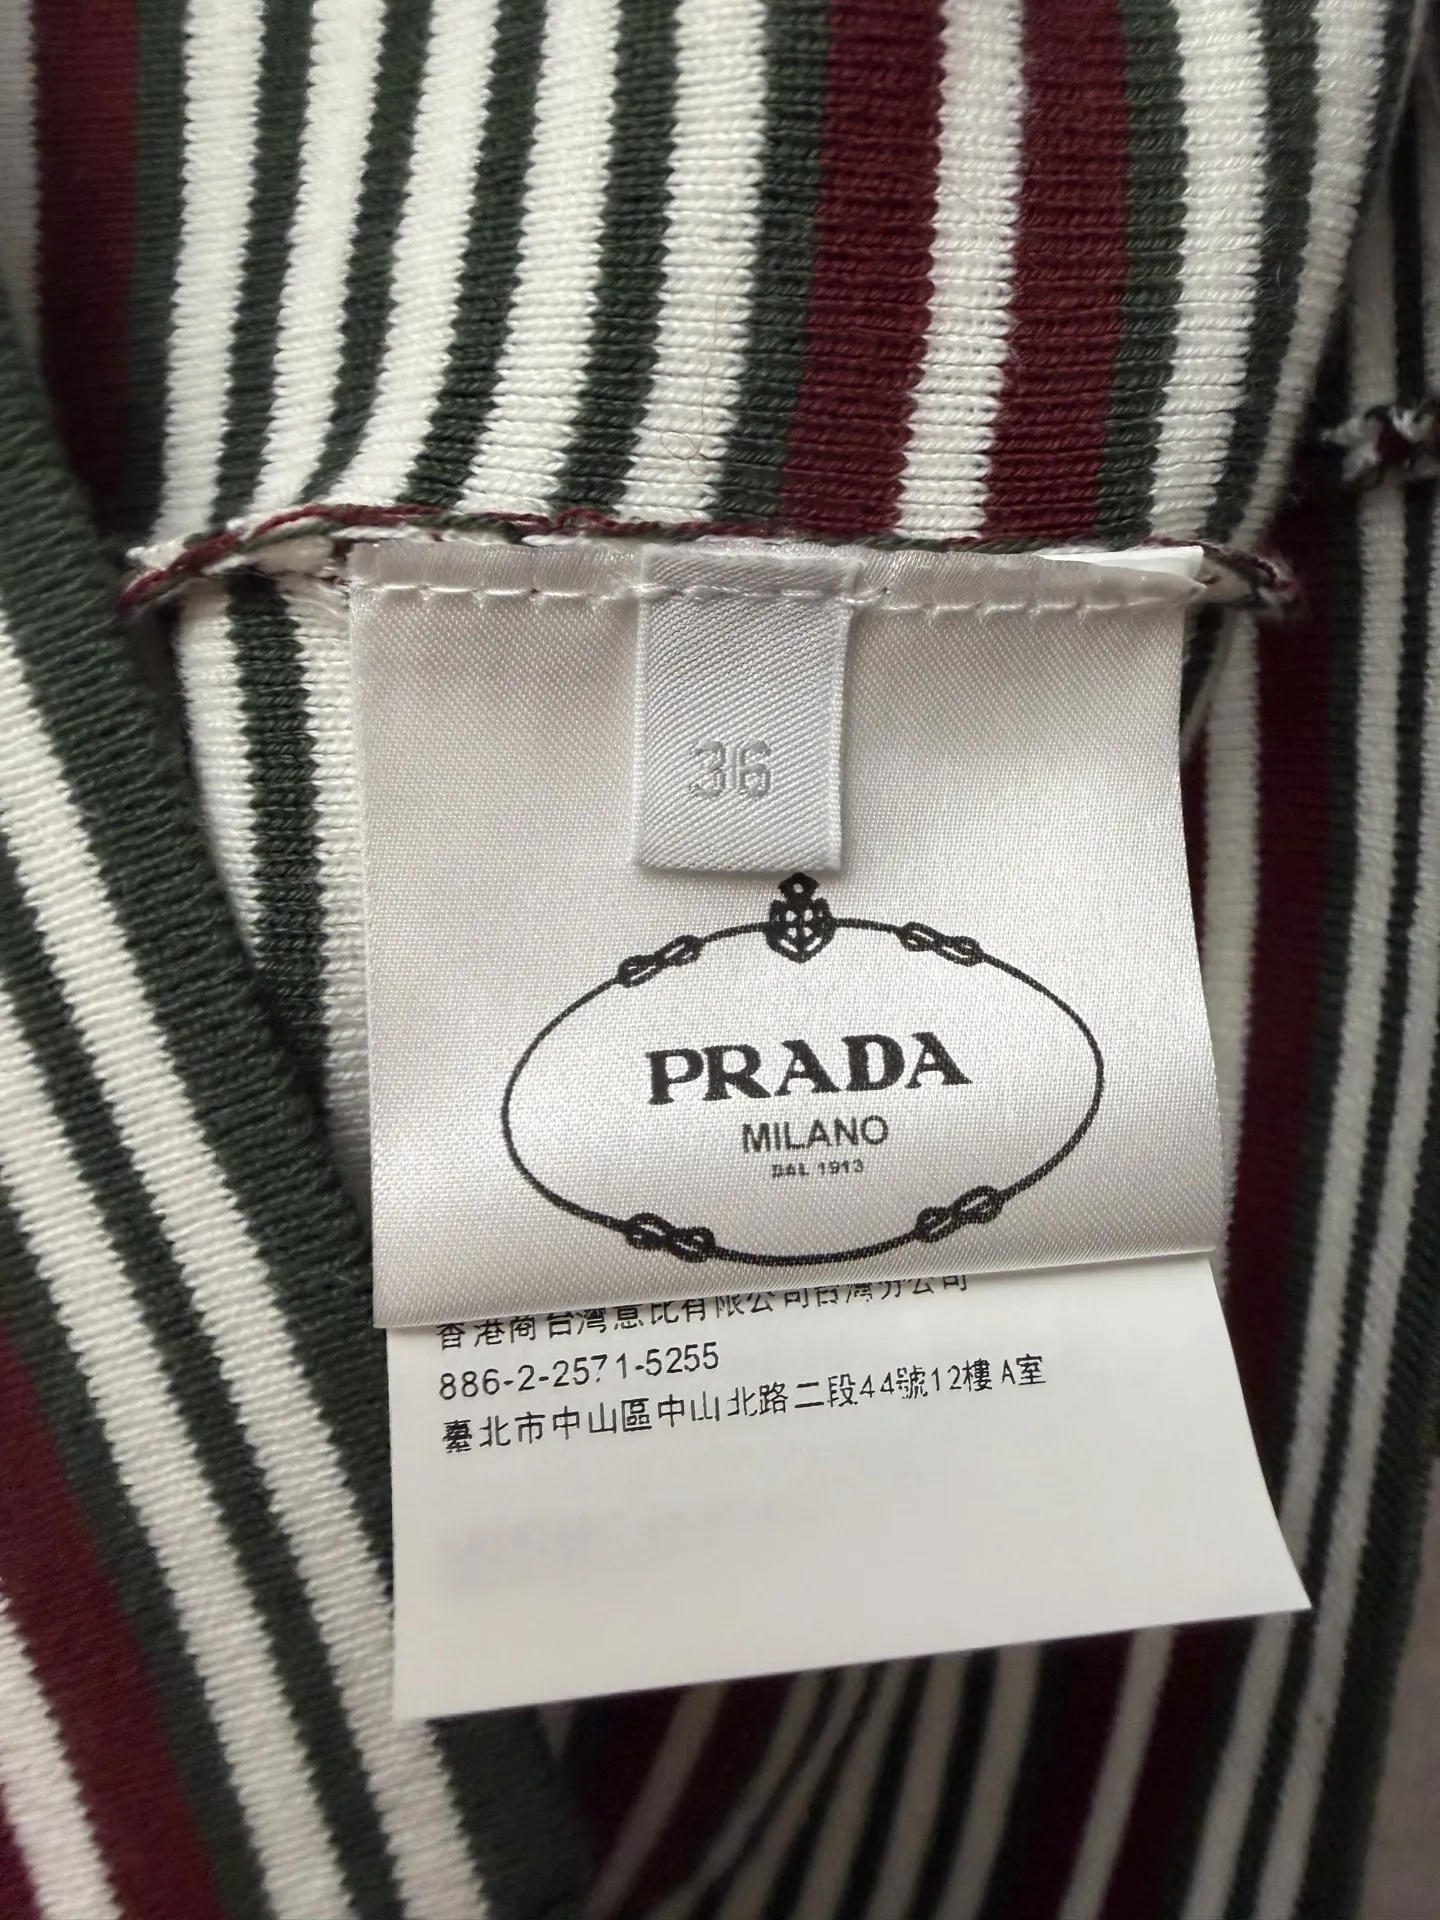 36
PRADA
MILANO
DAL 1913
香港商台灣意比有限公司台灣分公司
886-2-2571-5255
臺北市中山區中山北路二段44號12樓A室